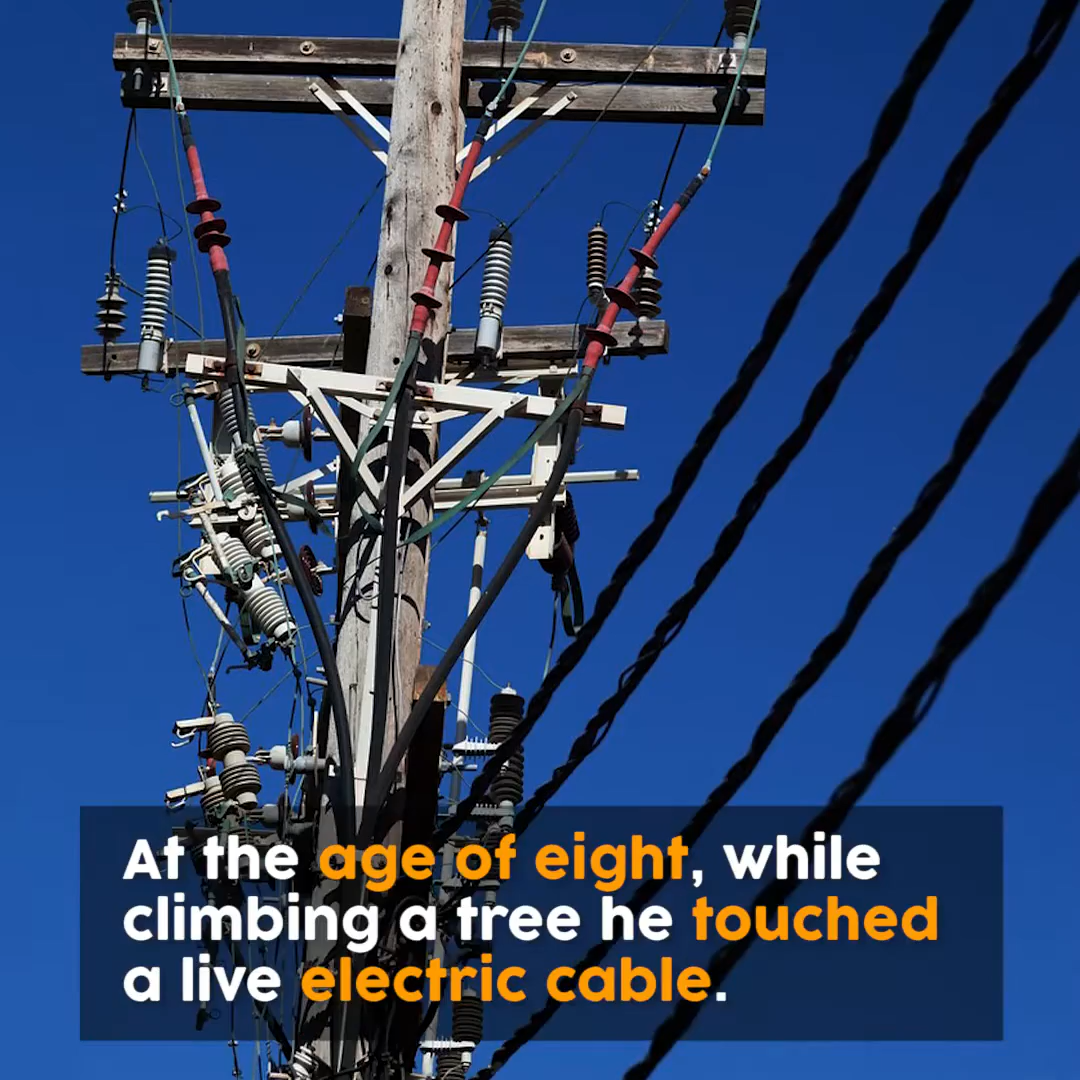 At the age of eight, while
climbing a tree he touched
a live electric cable.